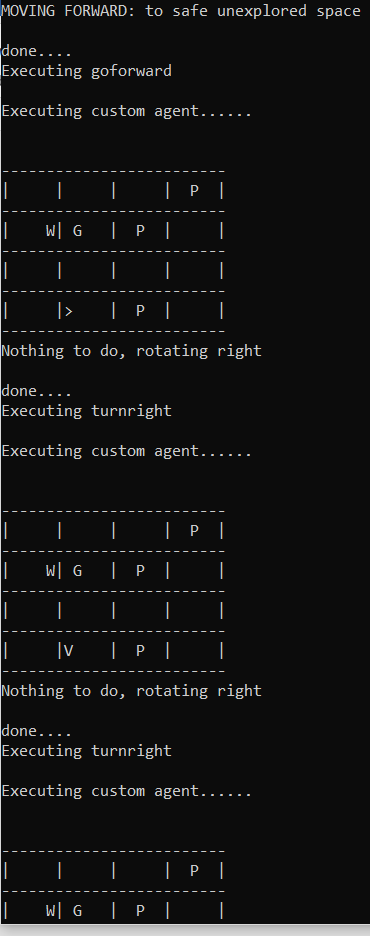 MOVING FORWARD: to safe unexplored space
done....
Executing goforward
Executing custom agent......
-------------------------
|     |     |     |  P  |
-------------------------
|    W| G   |  P  |     |
-------------------------
|     |     |     |     |
-------------------------
|     |>    |  P  |     |
-------------------------
Nothing to do, rotating right
done....
Executing turnright
Executing custom agent......
-------------------------
|     |     |     |  P  |
-------------------------
|    W| G   |  P  |     |
-------------------------
|     |     |     |     |
-------------------------
|     |V    |  P  |     |
-------------------------
Nothing to do, rotating right
done....
Executing turnright
Executing custom agent......
-------------------------
|     |     |     |  P  |
-------------------------
|    W| G   |  P  |     |